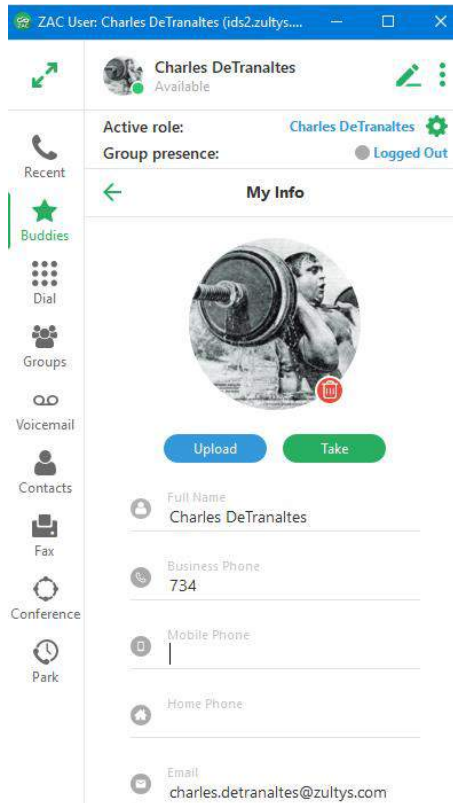 ZAC User: Charles DeTranaltes (ids2.zultys....
Charles DeTranaltes
Available
Active role: Charles DeTranaltes
Group presence: Logged Out
Recent
My Info
Buddies
Dial
Groups
Voicemail
Upload Take
Contacts
Full Name
Charles DeTranaltes
Fax
Business Phone
734
Conference
Mobile Phone
Park
Home Phone
Email
charles.detranaltes@zultys.com